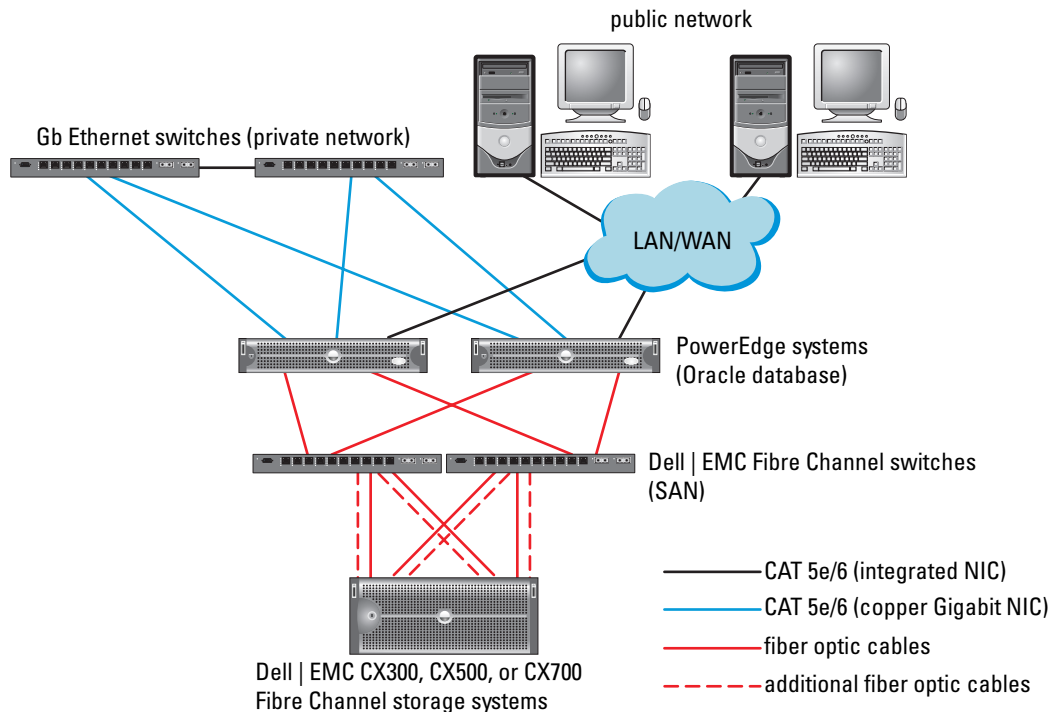 public network
Gb Ethernet switches (private network)
LAN/WAN
PowerEdge systems
(Oracle database)
Dell | EMC Fibre Channel switches
(SAN)
CAT 5e/6 (integrated NIC)
CAT 5e/6 (copper Gigabit NIC)
fiber optic cables
additional fiber optic cables
Dell | EMC CX300, CX500, or CX700
Fibre Channel storage systems